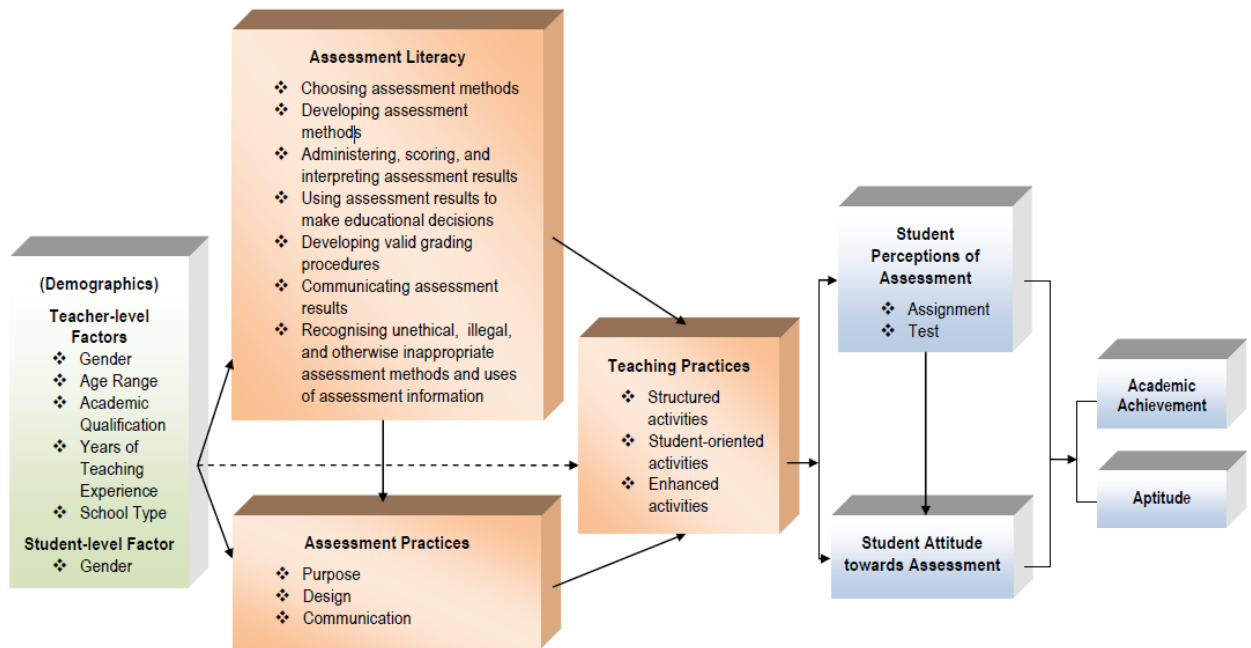 (Demographics)
Teacher-level
Factors
❖ Gender
❖ Age Range
❖ Academic
Qualification
❖ Years of
Teaching
Experience
❖ School Type
Student-level Factor
❖ Gender
Assessment Literacy
❖ Choosing assessment methods
❖ Developing assessment
methods
❖ Administering, scoring, and
interpreting assessment results
❖ Using assessment results to
make educational decisions
❖ Developing valid grading
procedures
❖ Communicating assessment
results
❖ Recognising unethical, illegal,
and otherwise inappropriate
assessment methods and uses
of assessment information
Assessment Practices
❖ Purpose
❖ Design
❖ Communication
Teaching Practices
❖ Structured
activities
❖ Student-oriented
activities
❖ Enhanced
activities
Student
Perceptions of
Assessment
❖ Assignment
❖ Test
Student Attitude
towards Assessment
Academic
Achievement
Aptitude